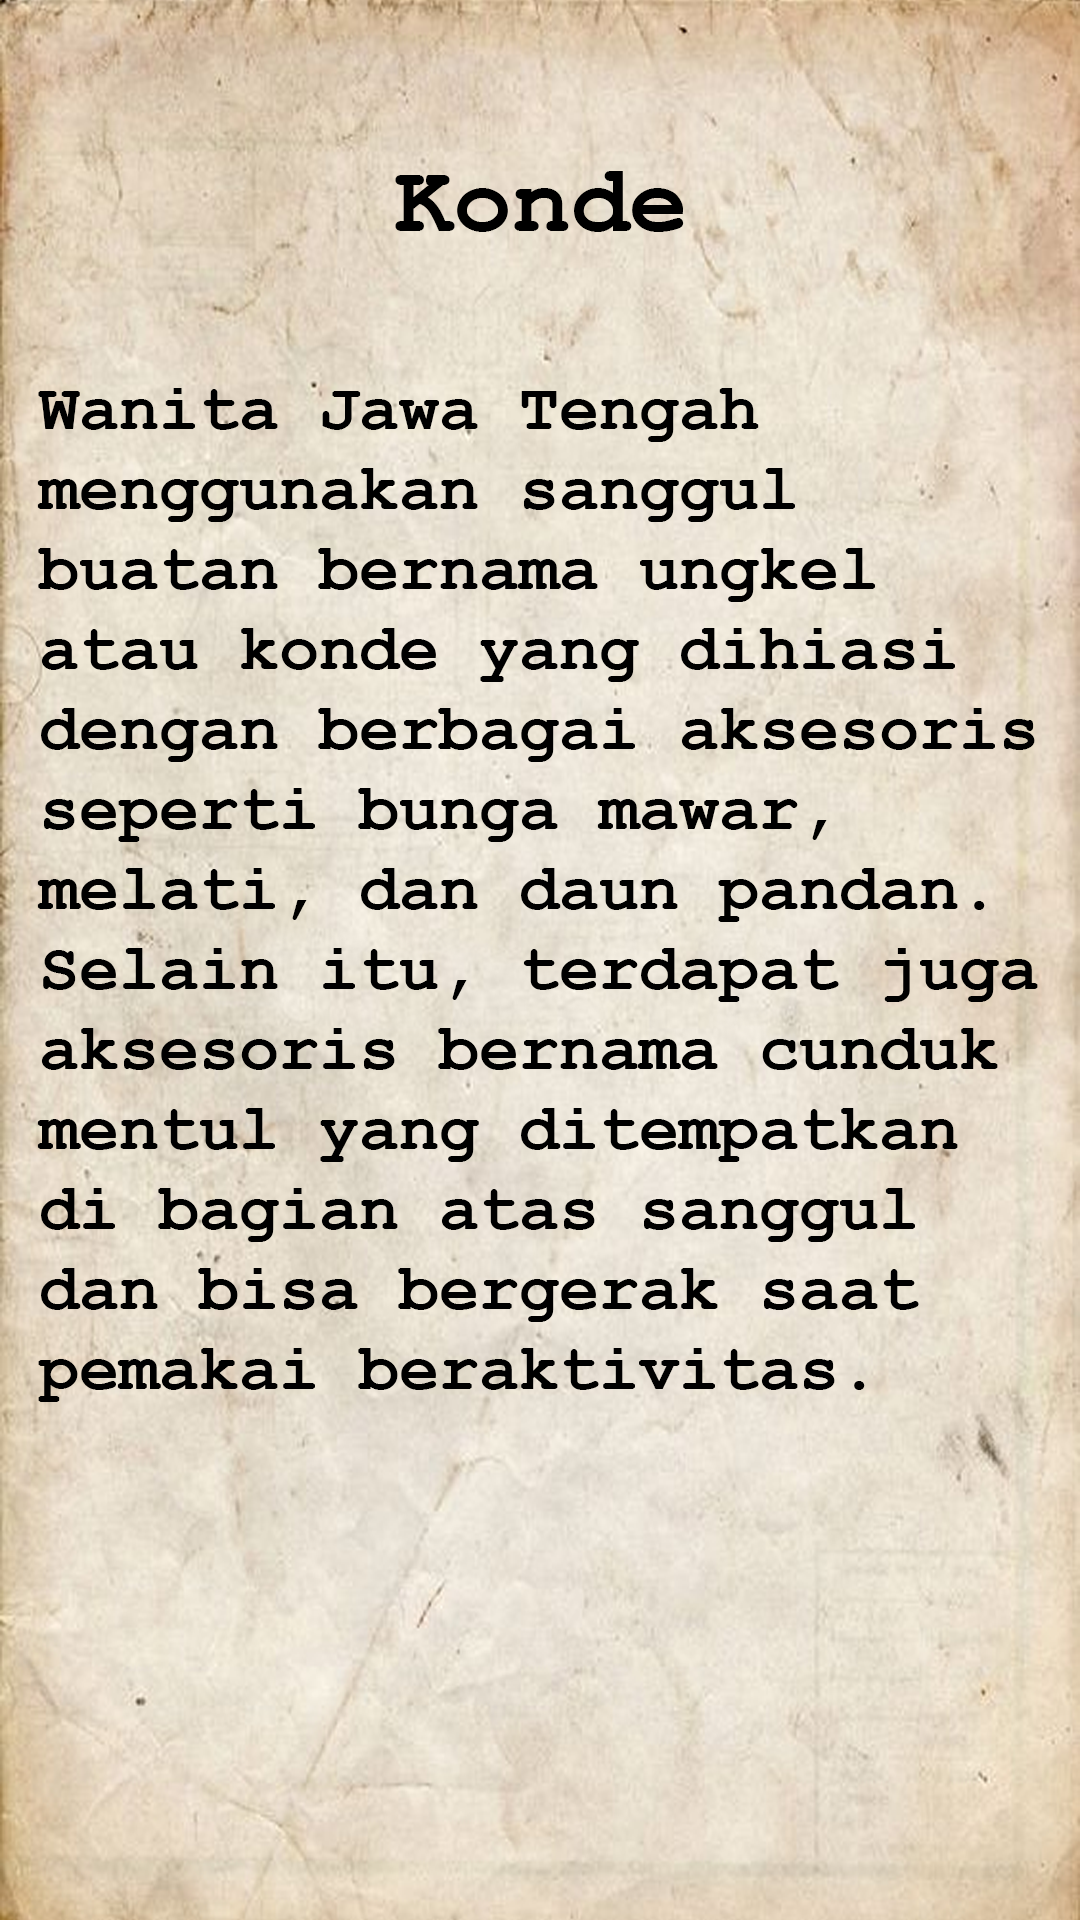 Konde
Wanita Jawa Tengah
menggunakan sanggul
buatan bernama ungkel
atau konde yang dihiasi
dengan berbagai aksesoris
seperti bunga mawar,
melati, dan daun pandan.
Selain itu, terdapat juga
aksesoris bernama cunduk
mentul yang ditempatkan
di bagian atas sanggul
dan bisa bergerak saat
pemakai beraktivitas.